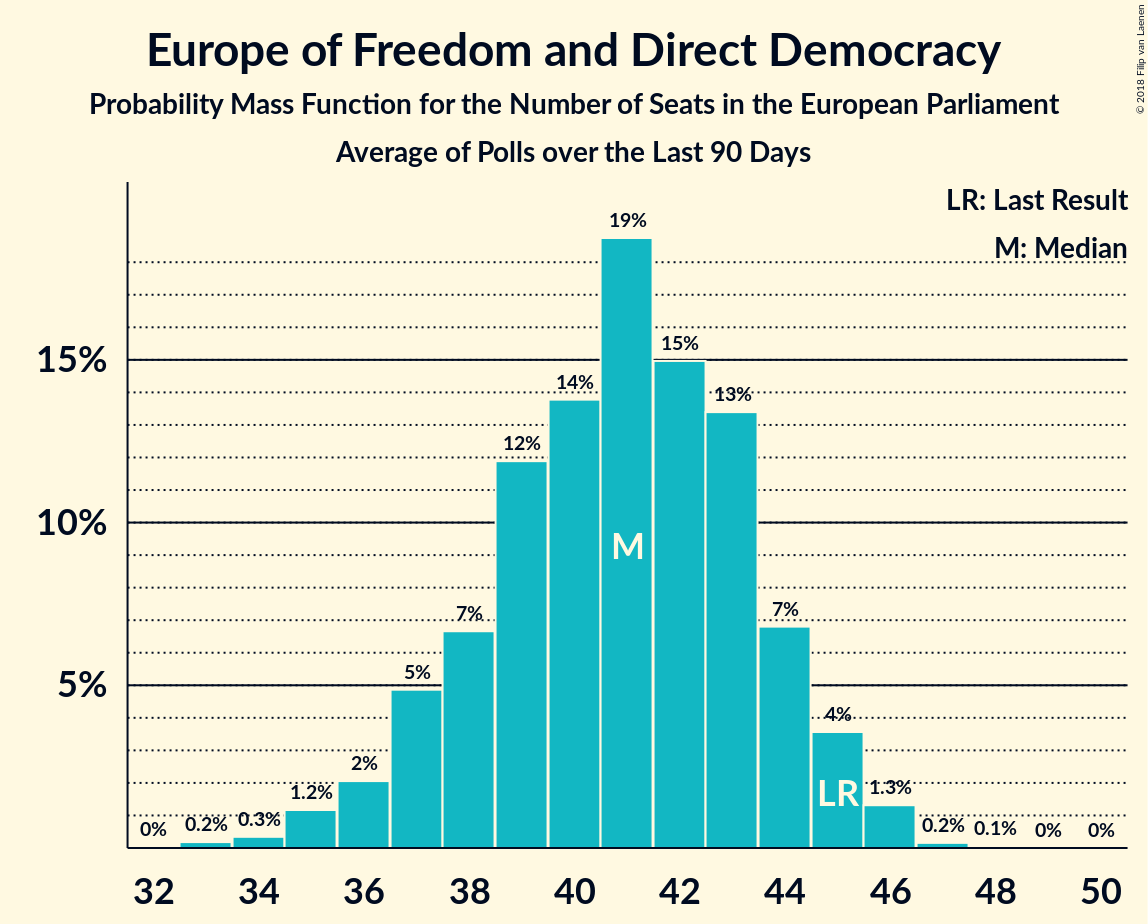 Europe of Freedom and Direct Democracy
Probability Mass Function for the Number of Seats in the European Parliament
Average of Polls over the Last 90 Days
© 2018 Filip van Laenen
LR: Last Result
M: Median
19%
15%
15%
14%
13%
12%
10%
M
7%
7%
5%
5%
4%
2%
LR
1.2%
1.3%
0%
0.2%
0.3%
0.2%
0.1%
0%
0%
32 34 36 38 40 42 44 46 48 50